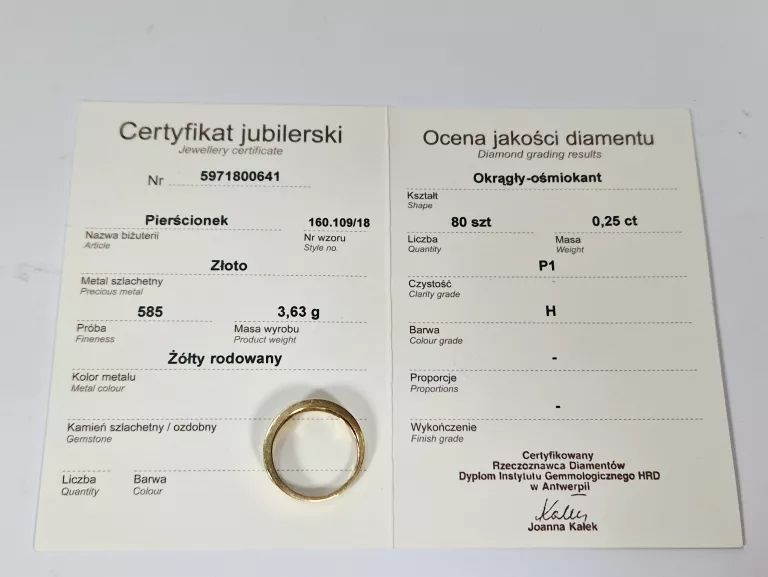 Certyfikat jubilerski
Jewellery certificate
Nr 5971800641
Pierścionek 160.109/18
Nazwa biżuterii Nr wzoru
Article Style no.
Złoto
Metal szlachetny
Precious metal
585 3,63 g
Próba Masa wyrobu
Fineness Product weight
Żółty rodowany
Kolor metalu
Metal colour
Kamień szlachetny / ozdobny
Gemstone
Liczba Barwa
Quantity Colour
Ocena jakości diamentu
Diamond grading results
Okrągły-ośmiokant
Kształt
Shape
80 szt 0,25 ct
Liczba Masa
Quantity Weight
P1
Czystość
Clarity grade
H
Barwa
Colour grade
-
Proporcje
Proportions
-
Wykończenie
Finish grade
Certyfikowany
Rzeczoznawca Diamentów
Dyplom Instytutu Gemmologicznego HRD
w Antwerpii
Kałek
Joanna Kałek